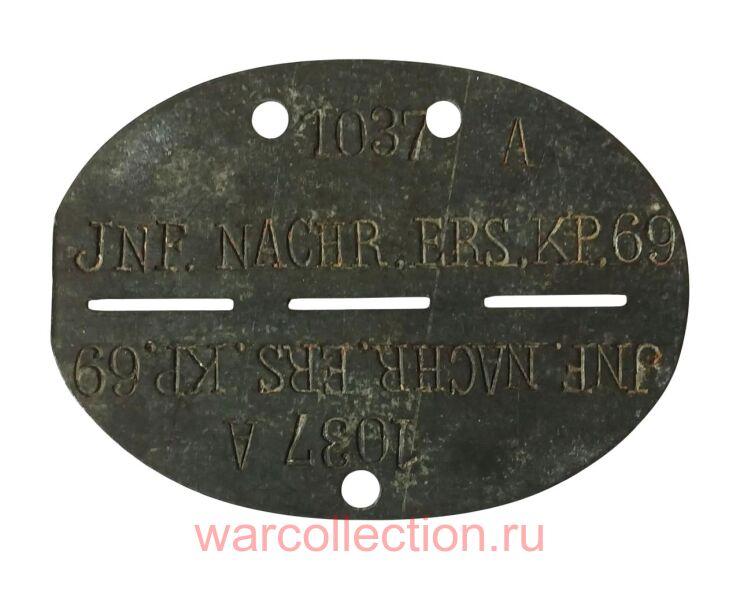 1037 A
JNF. NACHR. ERS. KP. 69
JNF. NACHR. ERS. KP. 69
1037 A
warcollection.ru